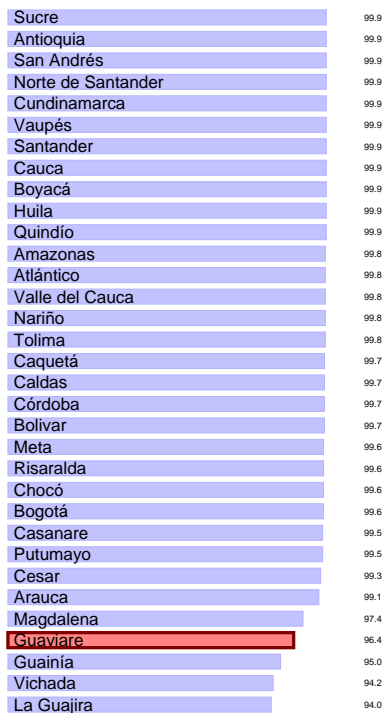 Sucre 99.9
Antioquia 99.9
San Andrés 99.9
Norte de Santander 99.9
Cundinamarca 99.9
Vaupés 99.9
Santander 99.9
Cauca 99.9
Boyacá 99.9
Huila 99.9
Quindío 99.9
Amazonas 99.8
Atlántico 99.8
Valle del Cauca 99.8
Nariño 99.8
Tolima 99.8
Caquetá 99.7
Caldas 99.7
Córdoba 99.7
Bolivar 99.7
Meta 99.6
Risaralda 99.6
Chocó 99.6
Bogotá 99.6
Casanare 99.5
Putumayo 99.5
Cesar 99.3
Arauca 99.1
Magdalena 97.4
Guaviare 96.4
Guainía 95.0
Vichada 94.2
La Guajira 94.0